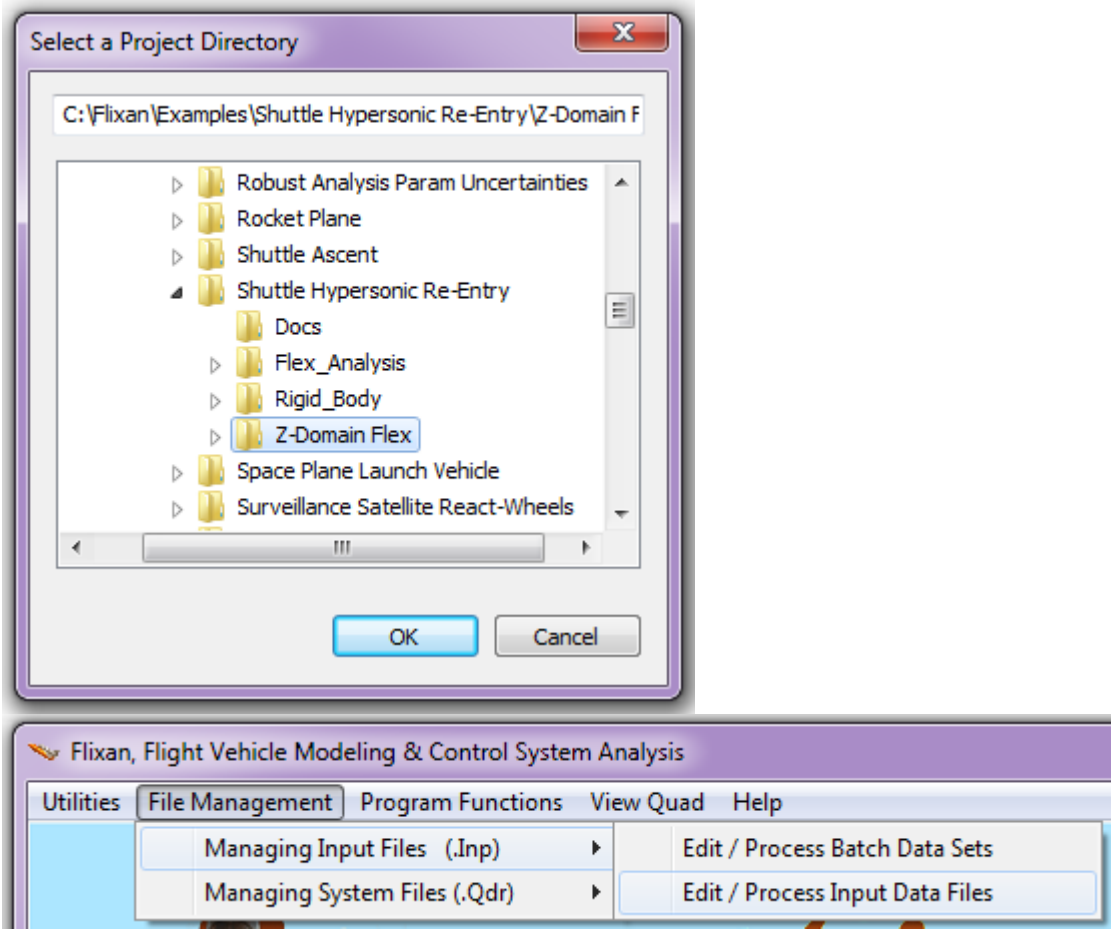 Select a Project Directory
C:\Flixan\Examples\Shuttle Hypersonic Re-Entry\Z-Domain F
Robust Analysis Param Uncertainties
Rocket Plane
Shuttle Ascent
Shuttle Hypersonic Re-Entry
Docs
Flex_Analysis
Rigid_Body
Z-Domain Flex
Space Plane Launch Vehicle
Surveillance Satellite React-Wheels
OK Cancel
Flixan, Flight Vehicle Modeling & Control System Analysis
Utilities File Management Program Functions View Quad Help
Managing Input Files (.Inp) Edit / Process Batch Data Sets
Managing System Files (.Qdr) Edit / Process Input Data Files